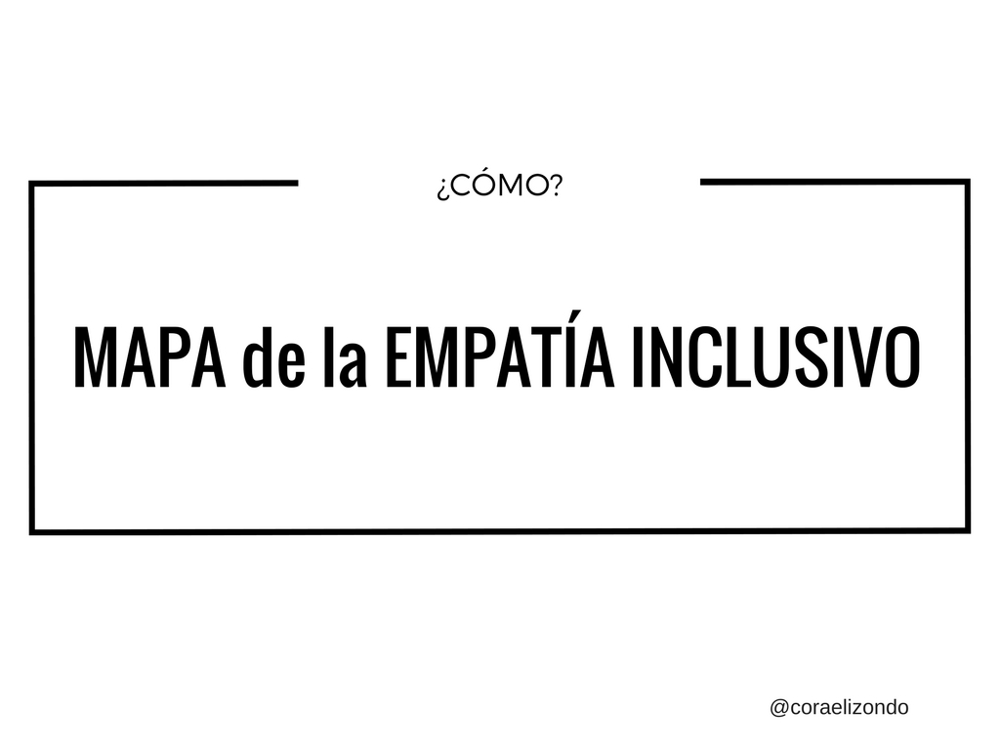 ¿CÓMO?
MAPA de la EMPATÍA INCLUSIVO
@coraelizondo